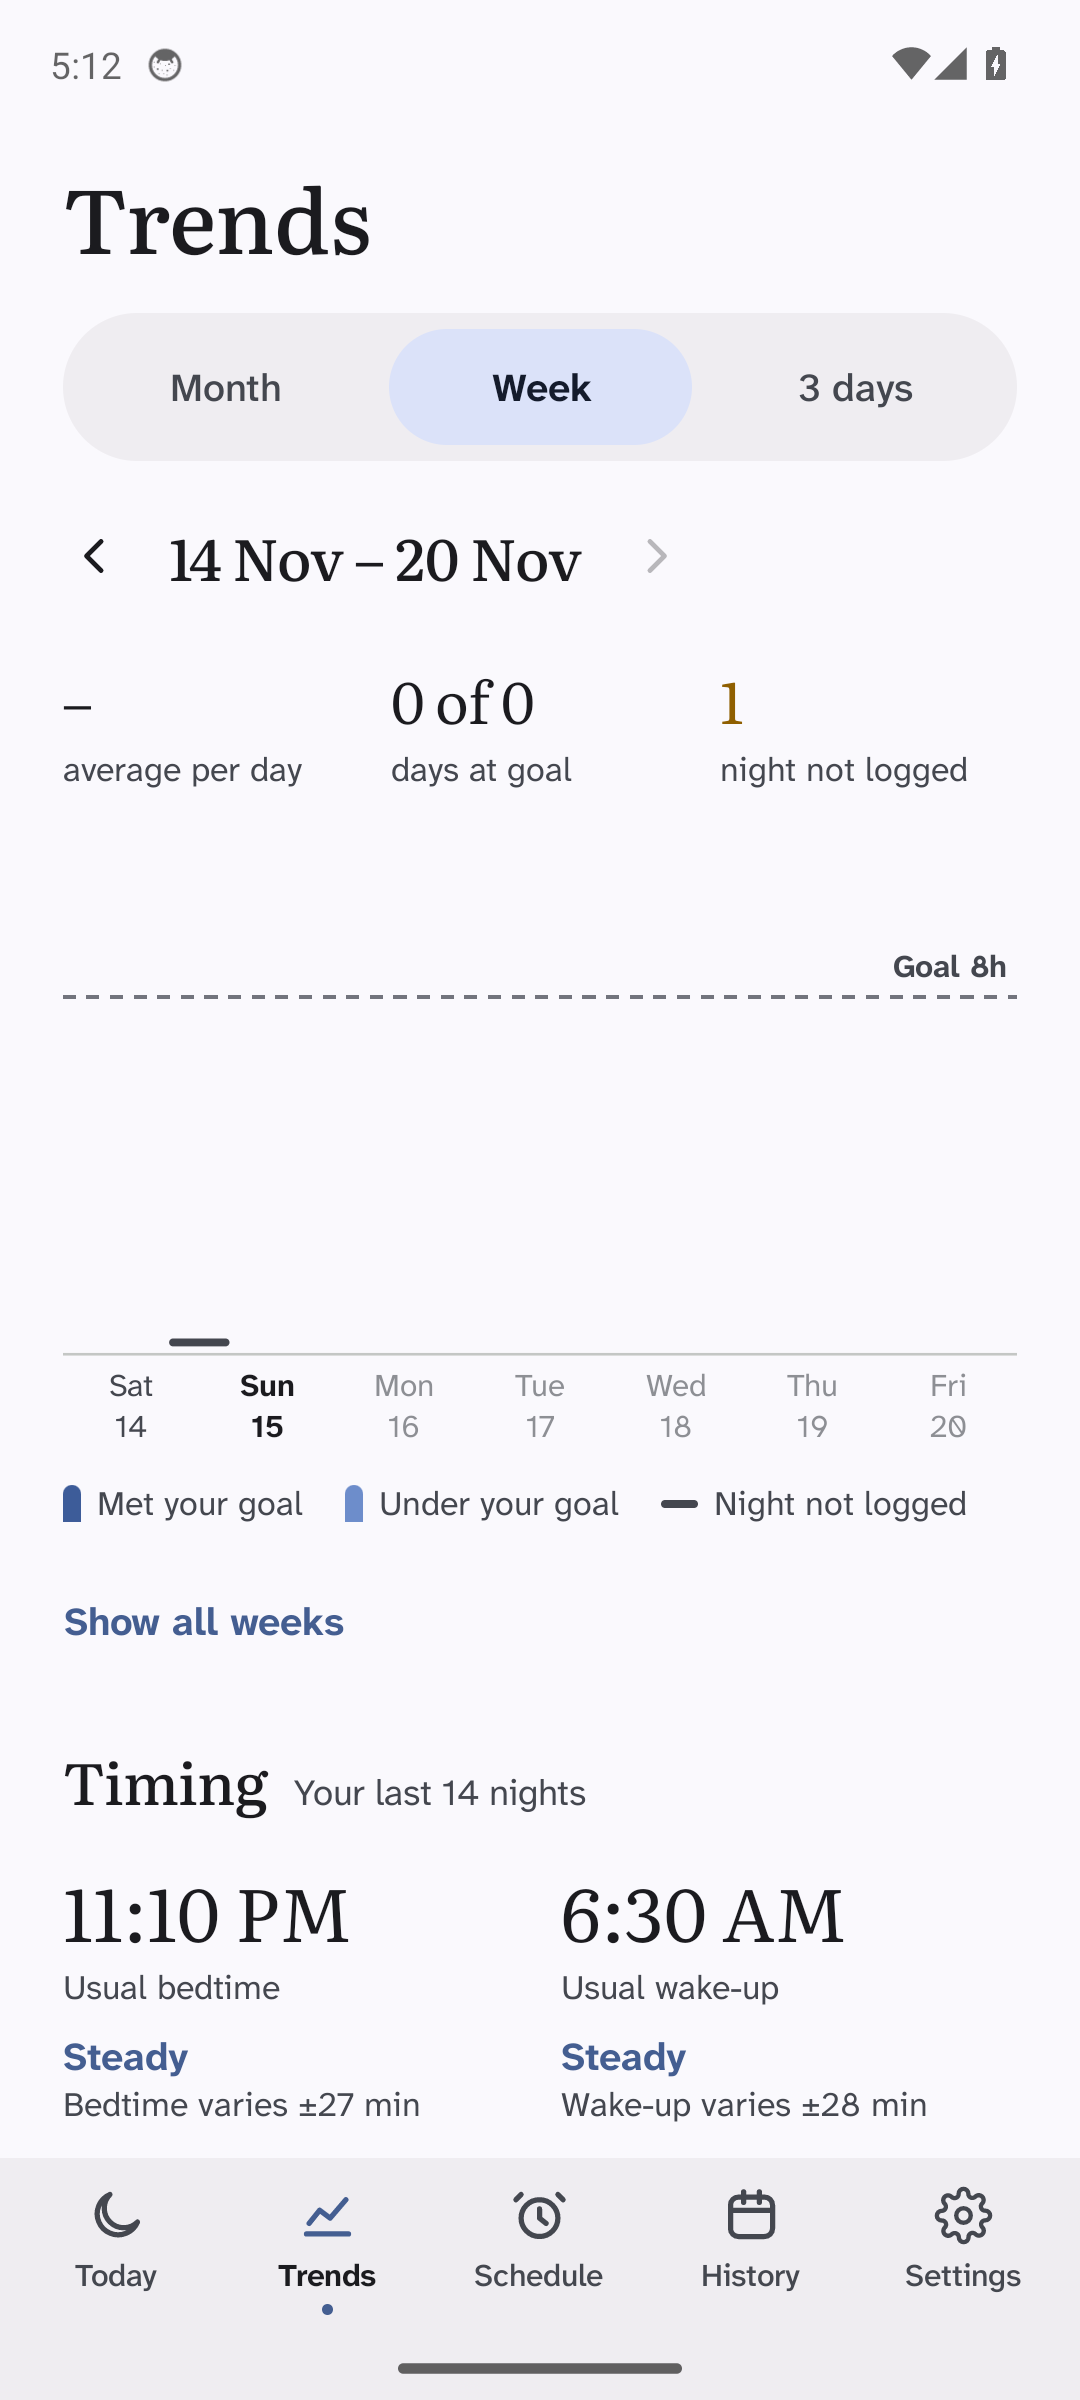 5:12
Trends
Month Week 3 days
14 Nov – 20 Nov
– 0 of 0 1
average per day days at goal night not logged
Goal 8h
Sat Sun Mon Tue Wed Thu Fri
14 15 16 17 18 19 20
Met your goal Under your goal Night not logged
Show all weeks
Timing Your last 14 nights
11:10 PM 6:30 AM
Usual bedtime Usual wake-up
Steady Steady
Bedtime varies ±27 min Wake-up varies ±28 min
Today Trends Schedule History Settings